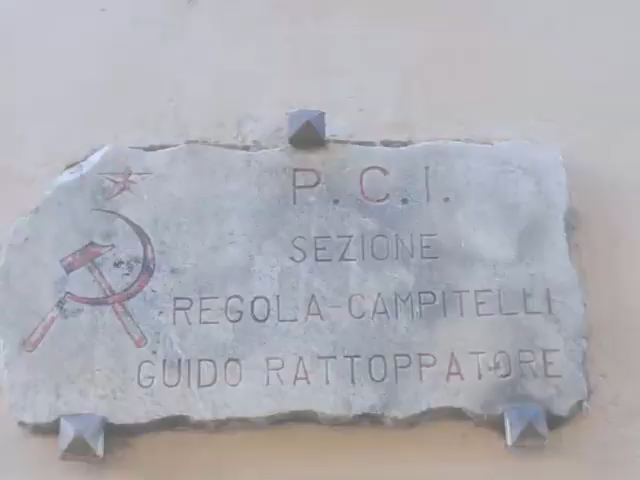 P.C.I.
SEZIONE
REGOLA-CAMPITELLI
GUIDO RATTOPPATORE